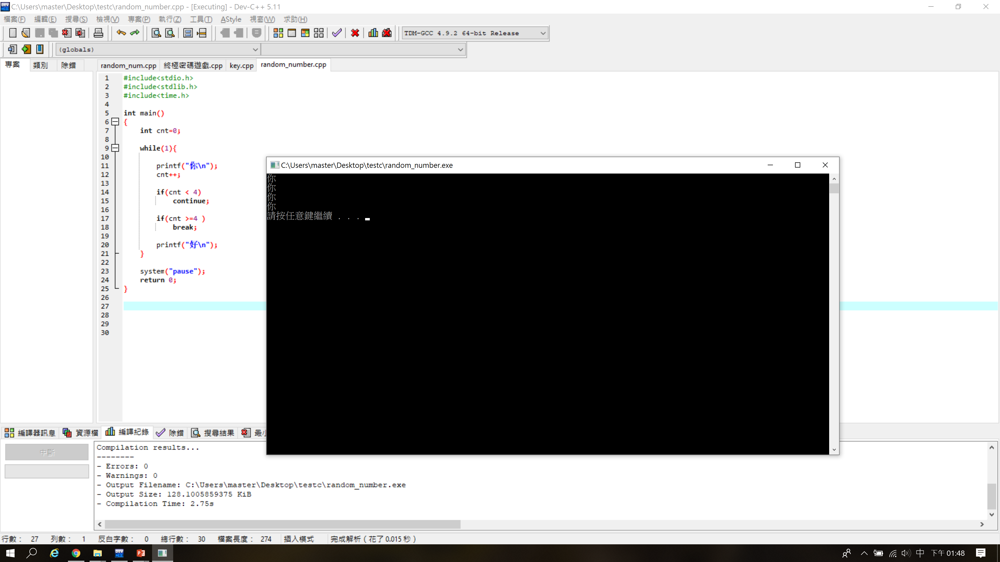 C:\Users\master\Desktop\testc\random_number.cpp - [Executing] - Dev-C++ 5.11
檔案(F) 編輯(E) 搜尋(S) 檢視(V) 專案(P) 執行(Z) 工具(T) AStyle 視窗(W) 求助(H)
TDM-GCC 4.9.2 64-bit Release
(globals)
專案 類別 除錯 random_num.cpp 終極密碼遊戲.cpp key.cpp random_number.cpp
1 #include<stdio.h>
2 #include<stdlib.h>
3 #include<time.h>
4
5 int main()
6 {
7 int cnt=0;
8
9 while(1){
10
11 printf("你\n");
12 cnt++;
13
14 if(cnt < 4)
15 continue;
16
17 if(cnt >=4 )
18 break;
19
20 printf("好\n");
21 }
22
23 system("pause");
24 return 0;
25 }
26
27
28
29
30
C:\Users\master\Desktop\testc\random_number.exe
你
你
你
你
請按任意鍵繼續 . . .
編譯器訊息 資源檔 編譯紀錄 除錯 搜尋結果
中斷
Compilation results...
--------
- Errors: 0
- Warnings: 0
- Output Filename: C:\Users\master\Desktop\testc\random_number.exe
- Output Size: 128.1005859375 KiB
- Compilation Time: 2.75s
行數： 27 列數： 1 反白字數： 0 總行數： 30 檔案長度： 274 插入模式 完成解析 ( 花了 0.015 秒 )
中 下午 01:48